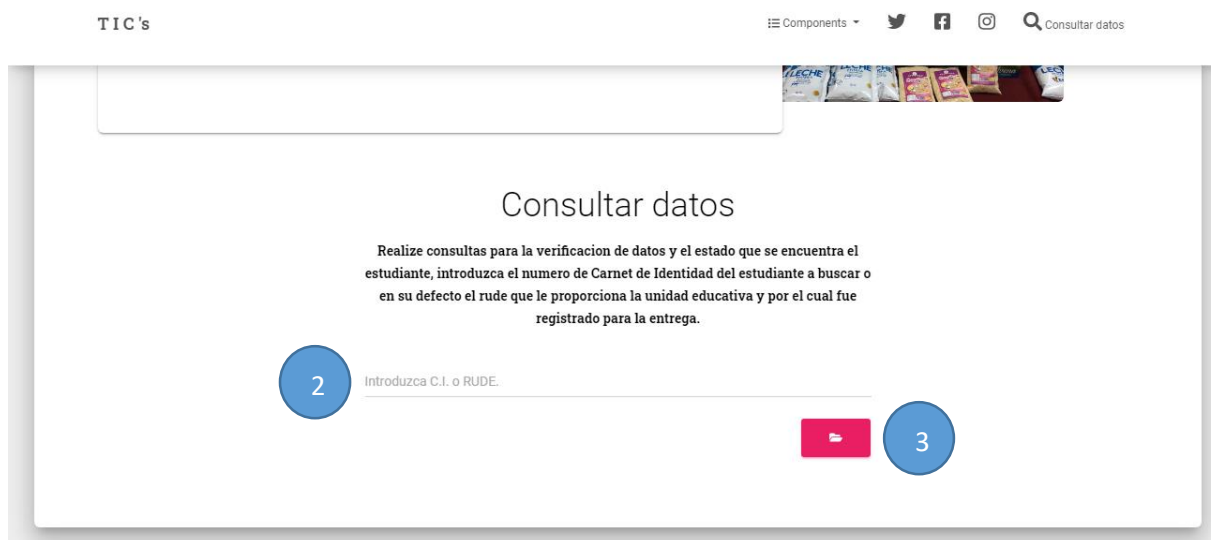 TIC's
Components
Consultar datos
LECHE
Consultar datos
Realize consultas para la verificacion de datos y el estado que se encuentra el
estudiante, introduzca el numero de Carnet de Identidad del estudiante a buscar o
en su defecto el rude que le proporciona la unidad educativa y por el cual fue
registrado para la entrega.
2
Introduzca C.I. o RUDE.
3